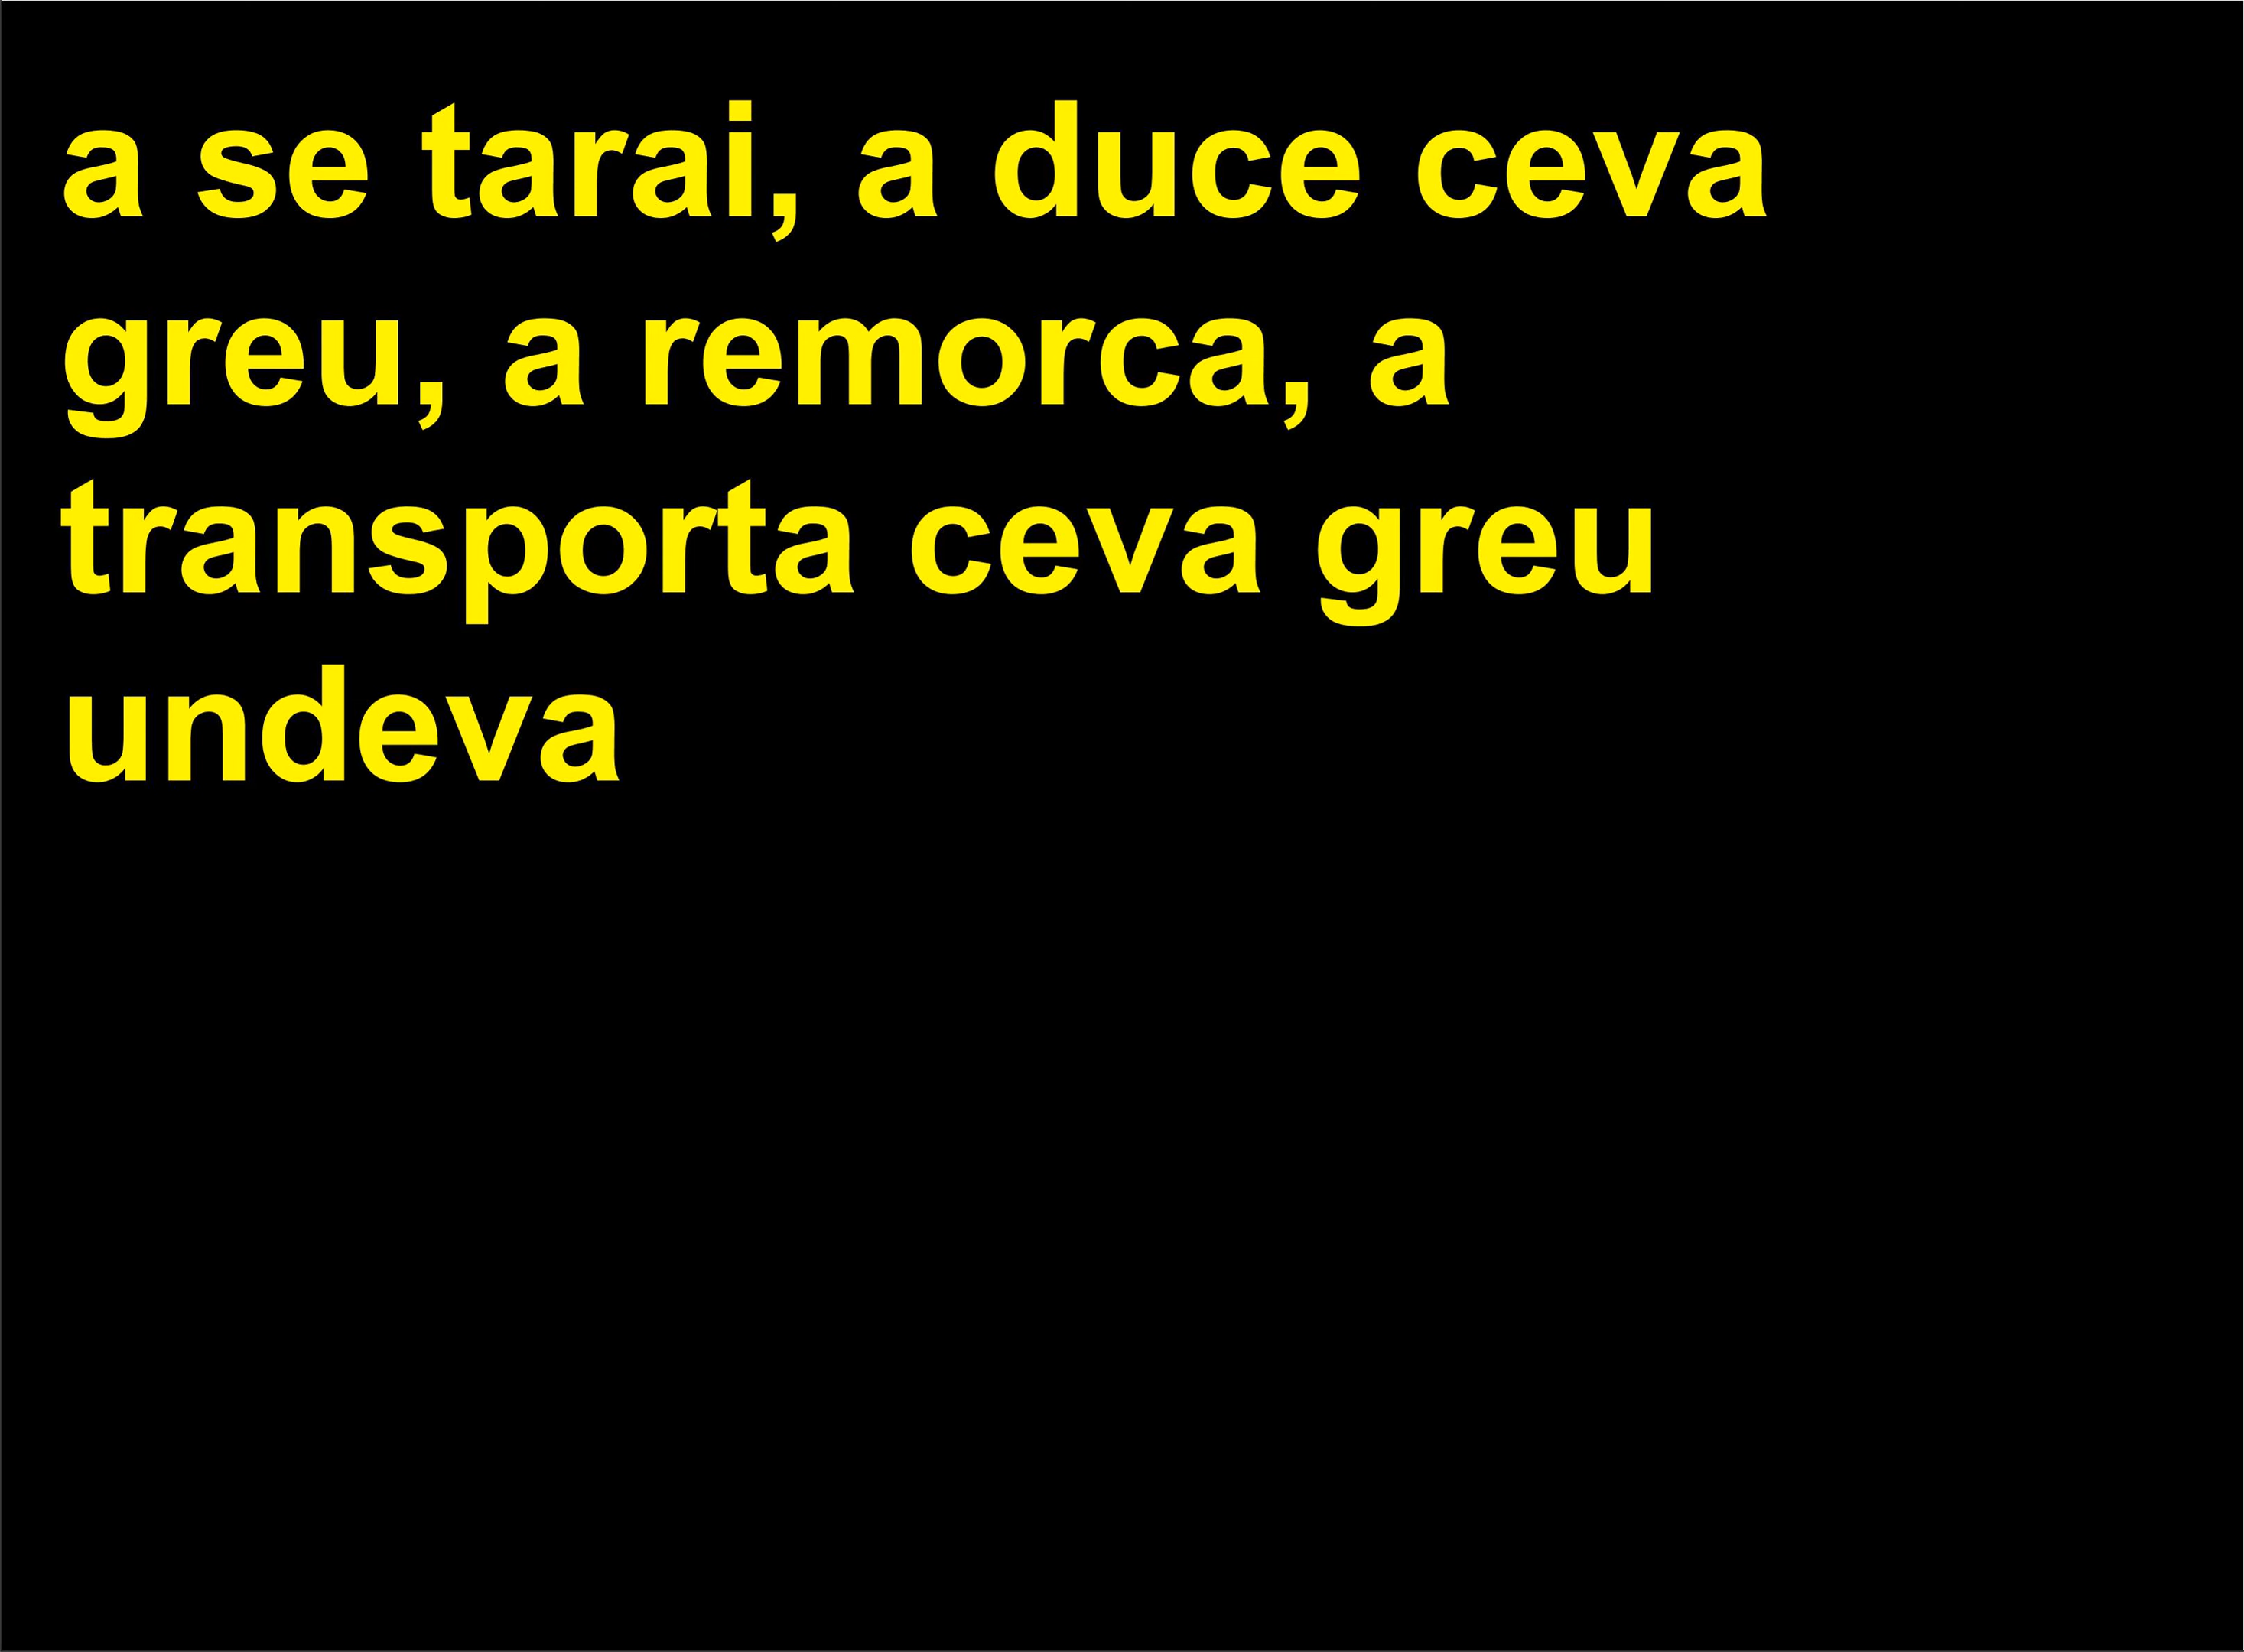 a se tarai, a duce ceva
greu, a remorca, a
transporta ceva greu
undeva